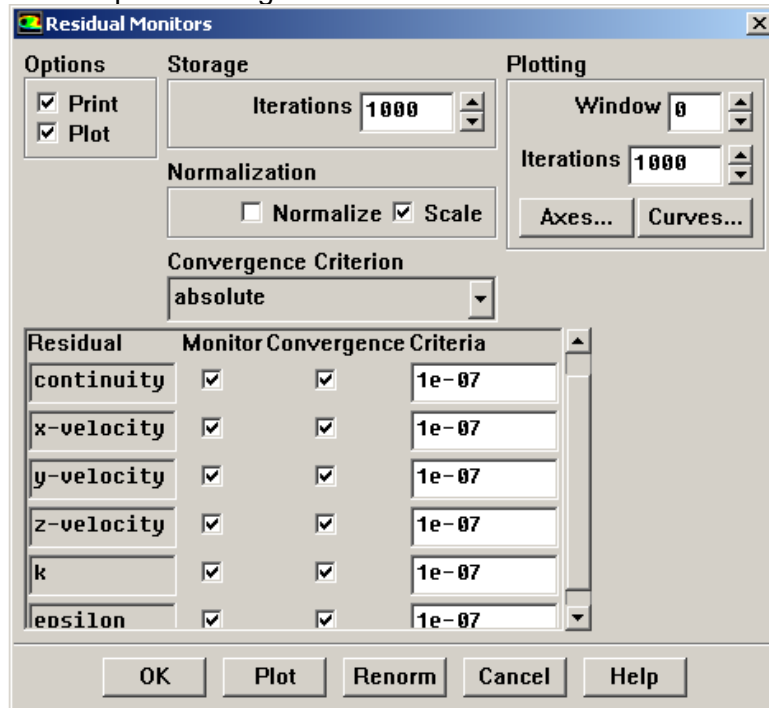 Residual Monitors
Options
Print
Plot
Storage
Iterations 1000
Normalization
Normalize Scale
Convergence Criterion
absolute
Plotting
Window 0
Iterations 1000
Axes... Curves...
Residual Monitor Convergence Criteria
continuity 1e-07
x-velocity 1e-07
y-velocity 1e-07
z-velocity 1e-07
k 1e-07
epsilon 1e-07
OK Plot Renorm Cancel Help